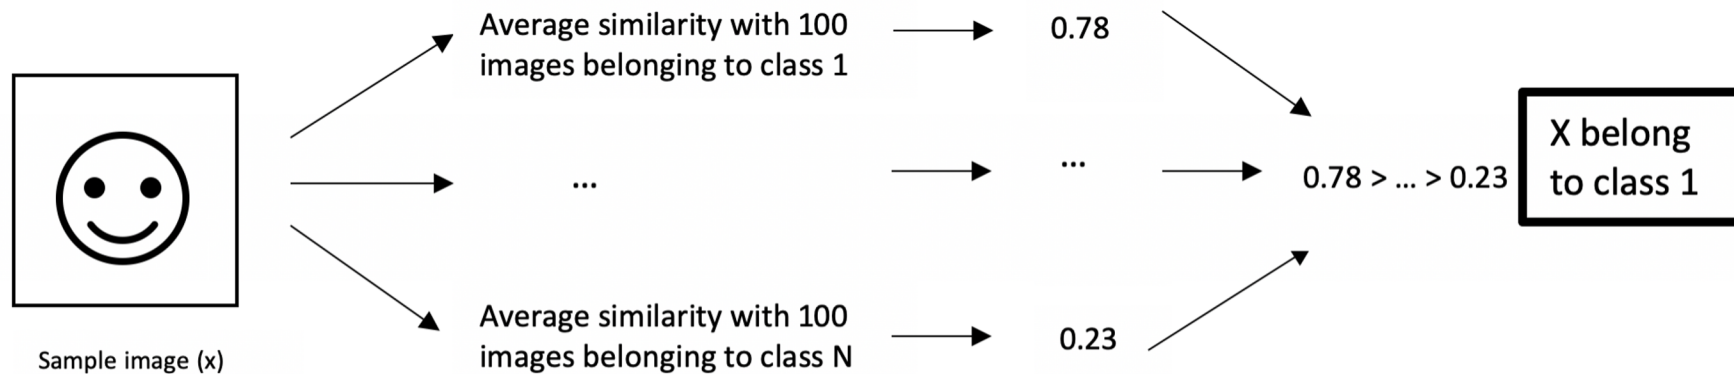 Average similarity with 100
images belonging to class 1
0.78
...
...
0.78 > ... > 0.23
X belong
to class 1
Average similarity with 100
images belonging to class N
0.23
Sample image (x)